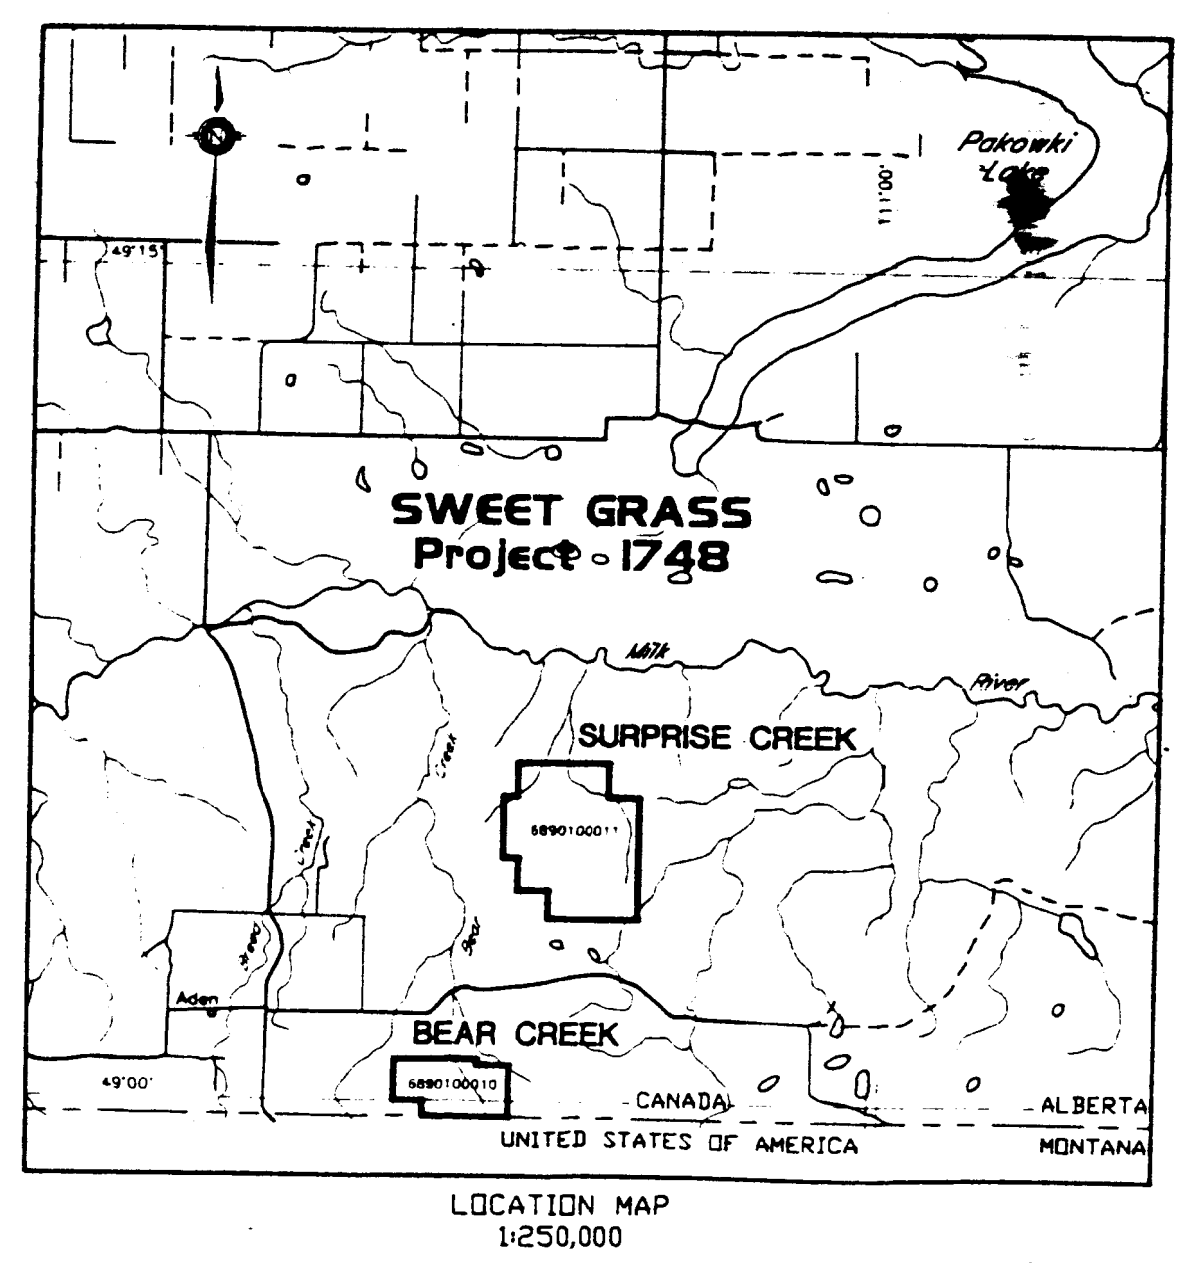 N
Pakowki
Lake
111.00'
49°15'
SWEET GRASS
Project - 1748
Milk
River
SURPRISE CREEK
Creek
6890100011
Creek
Breed
Bear
Aden
BEAR CREEK
49°00'
6890100010
CANADA
ALBERTA
UNITED STATES OF AMERICA
MONTANA
LOCATION MAP
1:250,000